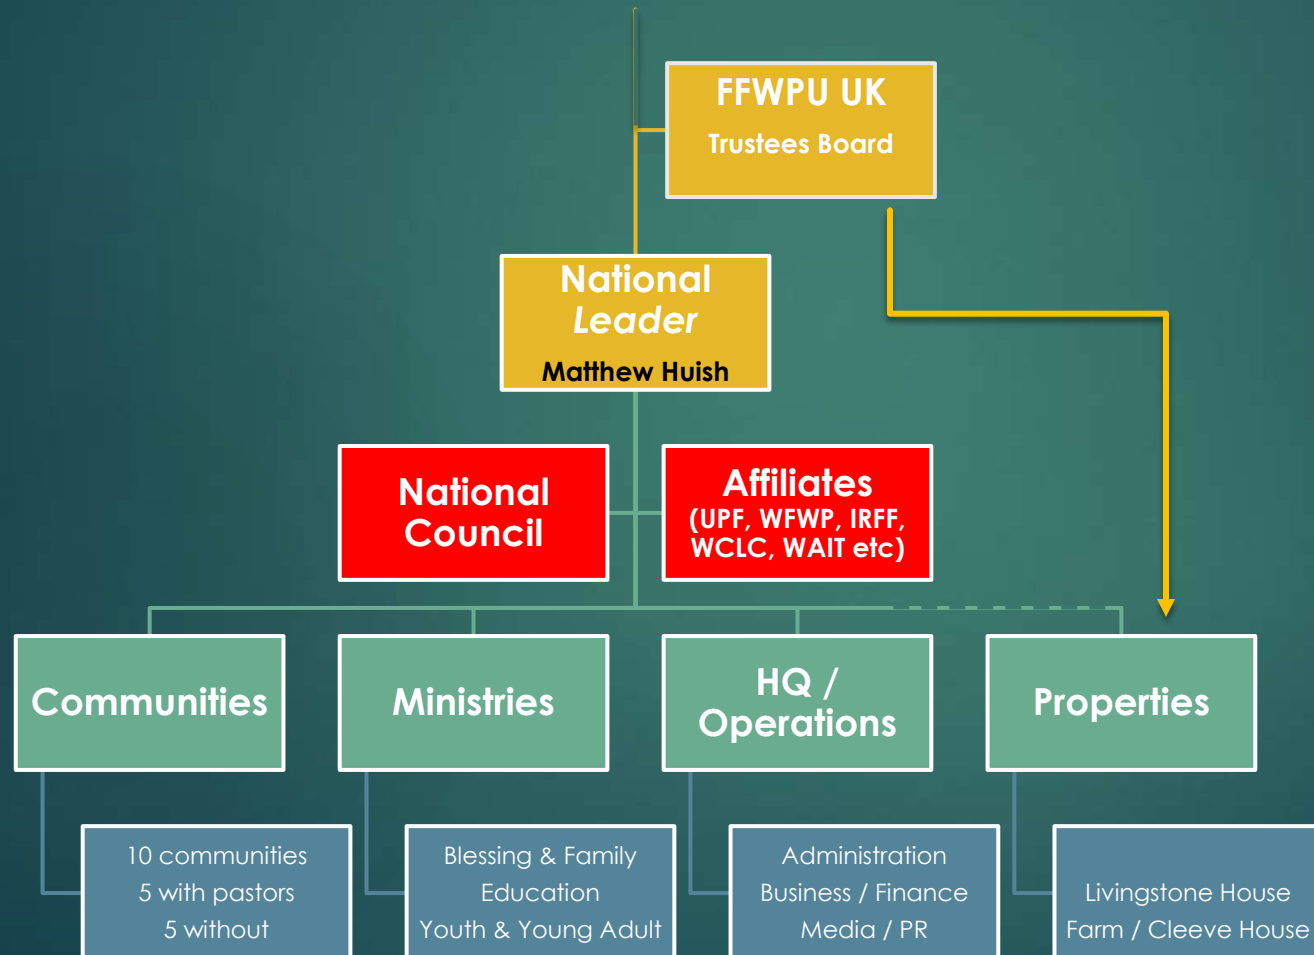 FFWPU UK
Trustees Board
National
Leader
Matthew Huish
National
Council
Affiliates
(UPF, WFWP, IRFF,
WCLC, WAIT etc)
Communities
Ministries
HQ /
Operations
Properties
10 communities
5 with pastors
5 without
Blessing & Family
Education
Youth & Young Adult
Administration
Business / Finance
Media / PR
Livingstone House
Farm / Cleeve House